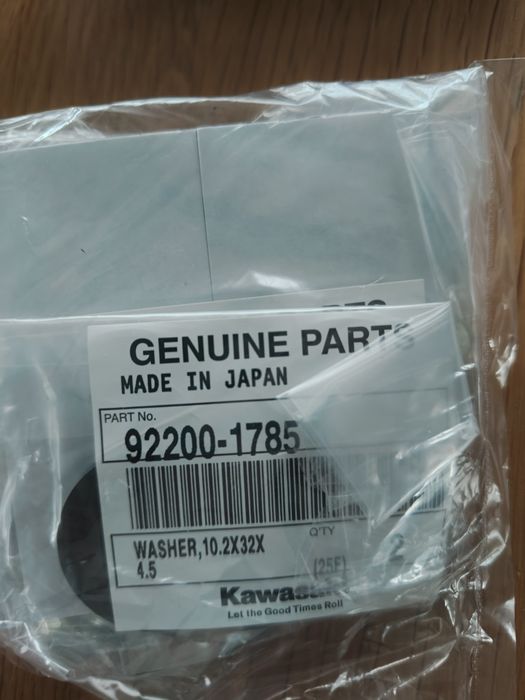 GENUINE PARTS
MADE IN JAPAN
PART No.
92200-1785
Q'TY
WASHER,10.2X32X
4.5
(25F)
2
Kawasaki
Let the Good Times Roll